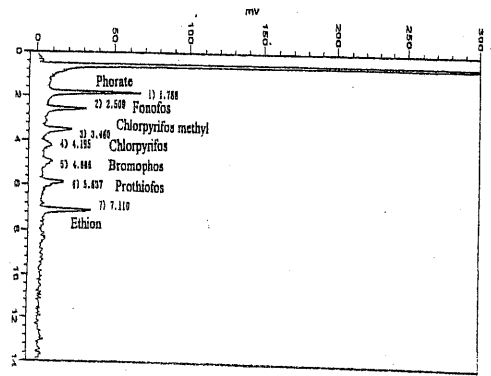 mV
0 50 100 150 200 250 300
0
Phorate
1) 1.788
2
2) 2.509 Fonofos
Chlorpyrifos methyl
3) 3.460
4
4) 4.195 Chlorpyrifos
5) Bromophos
6
6) 5.837 Prothiofos
7) 7.110
Ethion
8
10
12
14